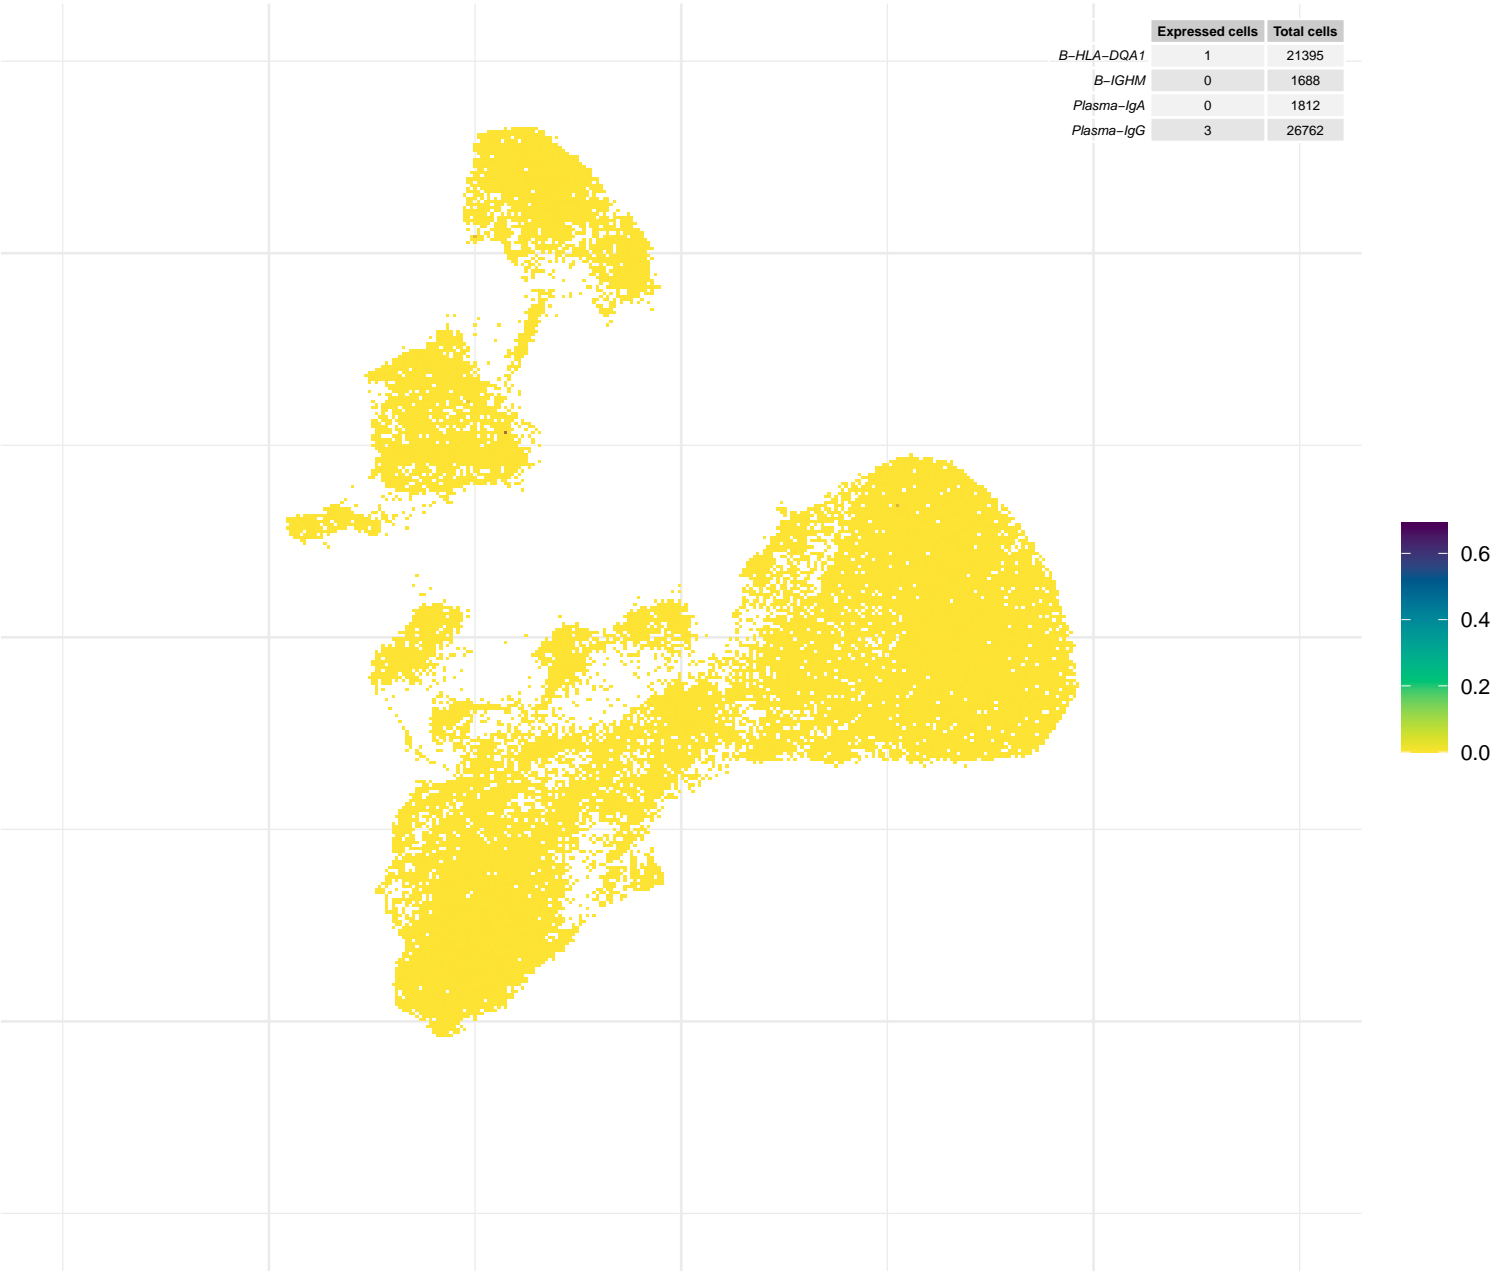 Expressed cells Total cells
B−HLA−DQA1 1 21395
B−IGHM 0 1688
Plasma−IgA 0 1812
Plasma−IgG 3 26762
0.6
0.4
0.2
0.0